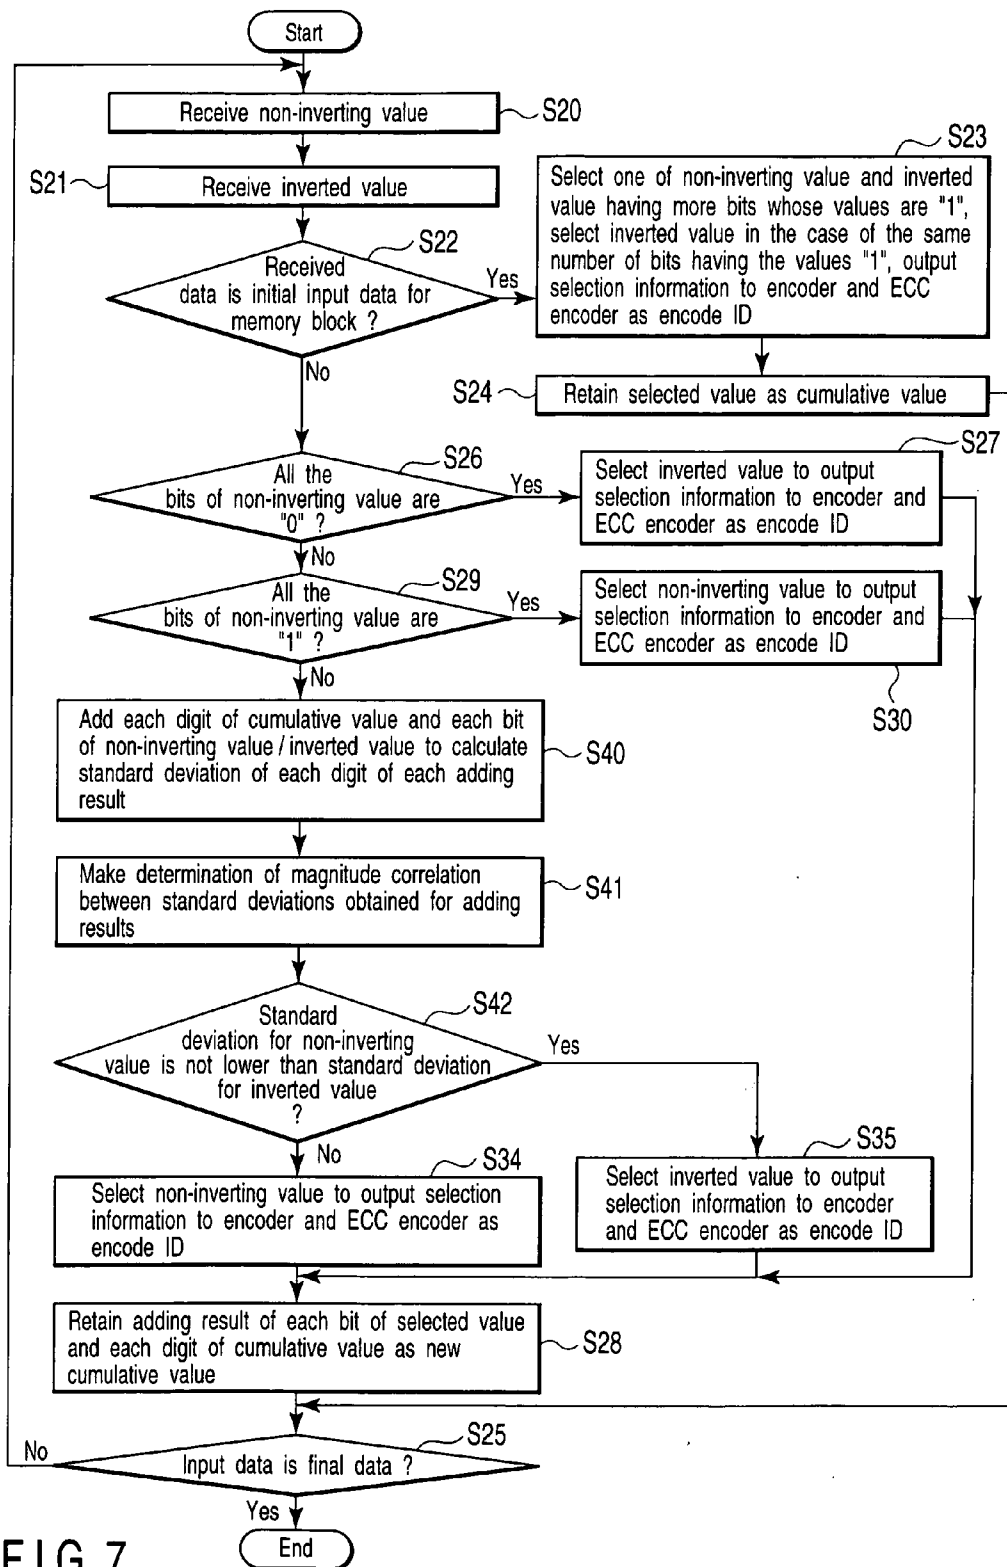 Start
Receive non-inverting value
S20
S21
Receive inverted value
S22
Received
data is initial input data for
memory block ?
Yes
No
S23
Select one of non-inverting value and inverted
value having more bits whose values are "1",
select inverted value in the case of the same
number of bits having the values "1", output
selection information to encoder and ECC
encoder as encode ID
S24
Retain selected value as cumulative value
S26
All the
bits of non-inverting value are
"0" ?
Yes
No
S27
Select inverted value to output
selection information to encoder and
ECC encoder as encode ID
S29
All the
bits of non-inverting value are
"1" ?
Yes
No
Select non-inverting value to output
selection information to encoder and
ECC encoder as encode ID
S30
Add each digit of cumulative value and each bit
of non-inverting value / inverted value to calculate
standard deviation of each digit of each adding
result
S40
Make determination of magnitude correlation
between standard deviations obtained for adding
results
S41
S42
Standard
deviation for non-inverting
value is not lower than standard deviation
for inverted value
?
Yes
No
S34
Select non-inverting value to output selection
information to encoder and ECC encoder as
encode ID
S35
Select inverted value to output
selection information to encoder
and ECC encoder as encode ID
Retain adding result of each bit of selected value
and each digit of cumulative value as new
cumulative value
S28
S25
No
Input data is final data ?
Yes
End
FIG. 7